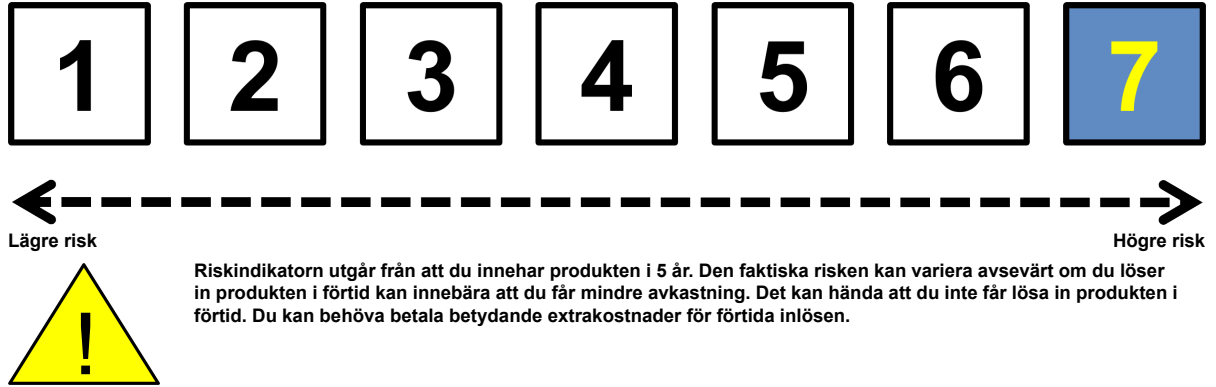 1 2 3 4 5 6 7
Lägre risk Högre risk
Riskindikatorn utgår från att du innehar produkten i 5 år. Den faktiska risken kan variera avsevärt om du löser
in produkten i förtid kan innebära att du får mindre avkastning. Det kan hända att du inte får lösa in produkten i
förtid. Du kan behöva betala betydande extrakostnader för förtida inlösen.
!